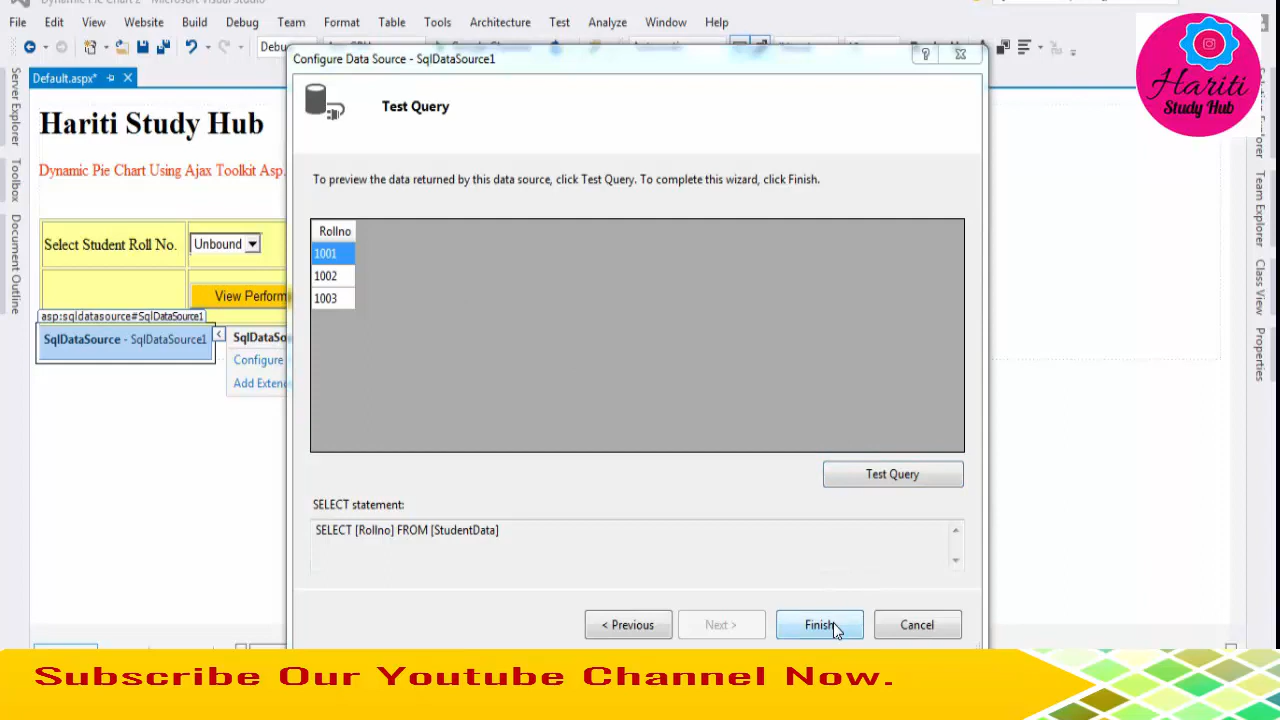 Dynamic Pie Chart 2 - Microsoft Visual Studio
File Edit View Website Build Debug Team Format Table Tools Architecture Test Analyze Window Help
Default.aspx*
Configure Data Source - SqlDataSource1
Test Query
Hariti
Study Hub
Server Explorer
Toolbox
Document Outline
Hariti Study Hub
Dynamic Pie Chart Using Ajax Toolkit Asp.
Select Student Roll No.
Unbound
View Perform
asp:sqldatasource#SqlDataSource1
SqlDataSource - SqlDataSource1
SqlDataSo
Configure
Add Exten
To preview the data returned by this data source, click Test Query. To complete this wizard, click Finish.
Rollno
1001
1002
1003
Test Query
SELECT statement:
SELECT [Rollno] FROM [StudentData]
< Previous
Next >
Finish
Cancel
Team Explorer
Class View
Properties
Subscribe Our Youtube Channel Now.